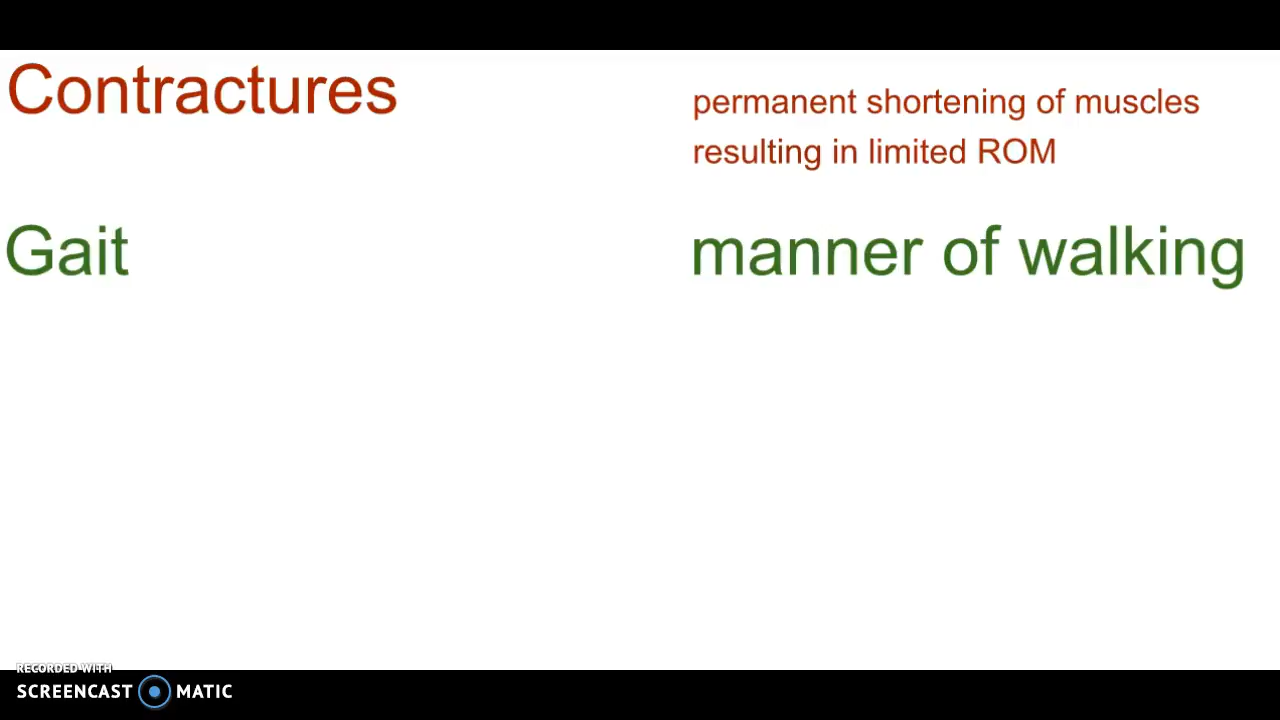 Contractures
permanent shortening of muscles
resulting in limited ROM
Gait
manner of walking
RECORDED WITH
SCREENCAST MATIC